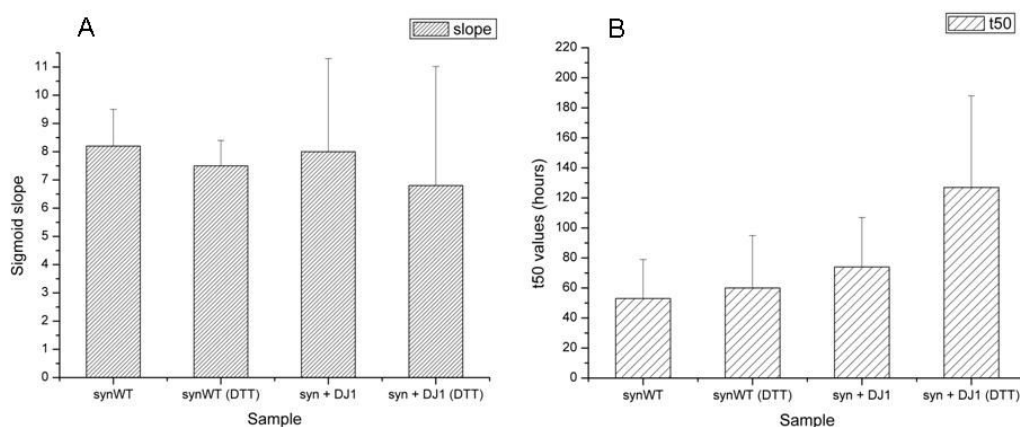 A
slope
11
10
9
8
7
6
5
4
3
2
1
0
Sigmoid slope
synWT
synWT (DTT)
syn + DJ1
syn + DJ1 (DTT)
Sample
B
t50
220
200
180
160
140
120
100
80
60
40
20
0
t50 values (hours)
synWT
synWT (DTT)
syn + DJ1
syn + DJ1 (DTT)
Sample